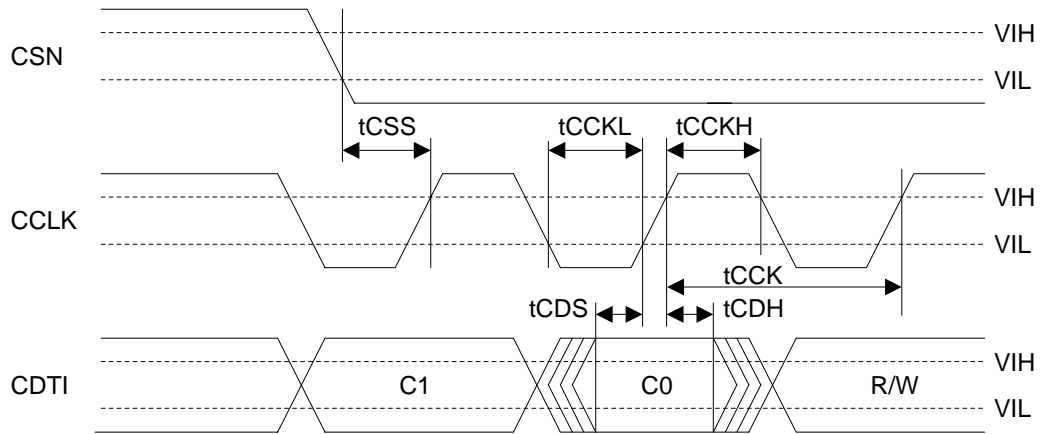 CSN
VIH
VIL
tCSS
tCCKL
tCCKH
CCLK
VIH
VIL
tCCK
tCDS
tCDH
CDTI
C1
C0
R/W
VIH
VIL